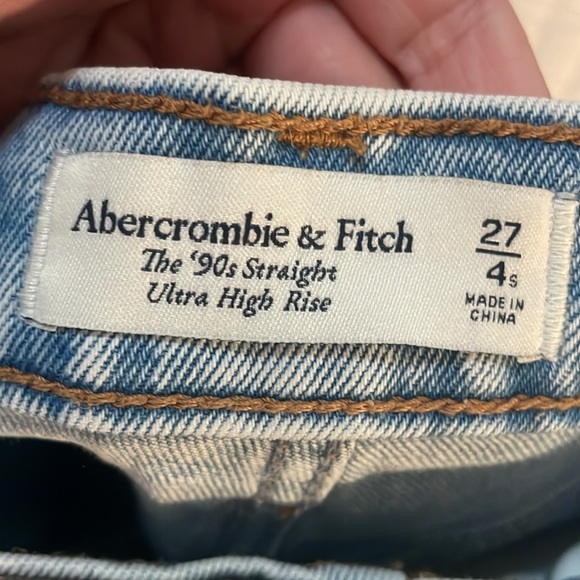 Abercrombie & Fitch
The '90s Straight
Ultra High Rise
27
4s
MADE IN
CHINA